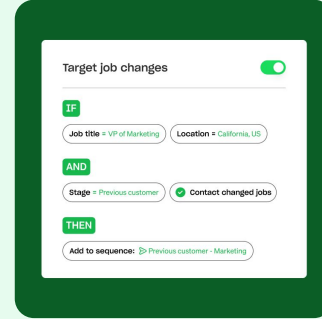 Target job changes
IF
Job title = VP of Marketing Location = California, US
AND
Stage = Previous customer Contact changed jobs
THEN
Add to sequence: Previous customer - Marketing